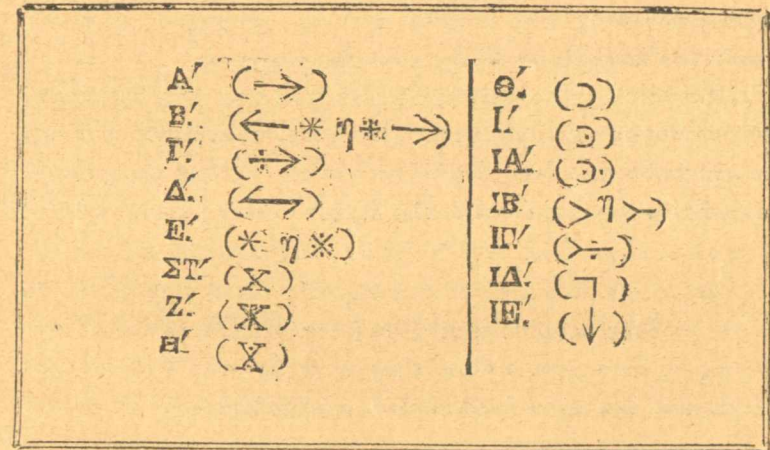 Α΄. (→)
Β΄. (← ✳ ἢ ⁜ →)
Γ΄. (∻→)
Δ΄. (↽⇁)
Ε΄. (✳ ἢ ※)
ΣΤ΄. (Χ)
Ζ΄. (Ж)
Η΄. (※)
Θ΄. (⊃)
Ι΄. (⊃)
ΙΑ΄. (⊃)
ΙΒ΄. (> ἢ ≻)
ΙΓ΄. (≻÷)
ΙΔ΄. (¬)
ΙΕ΄. (↓)